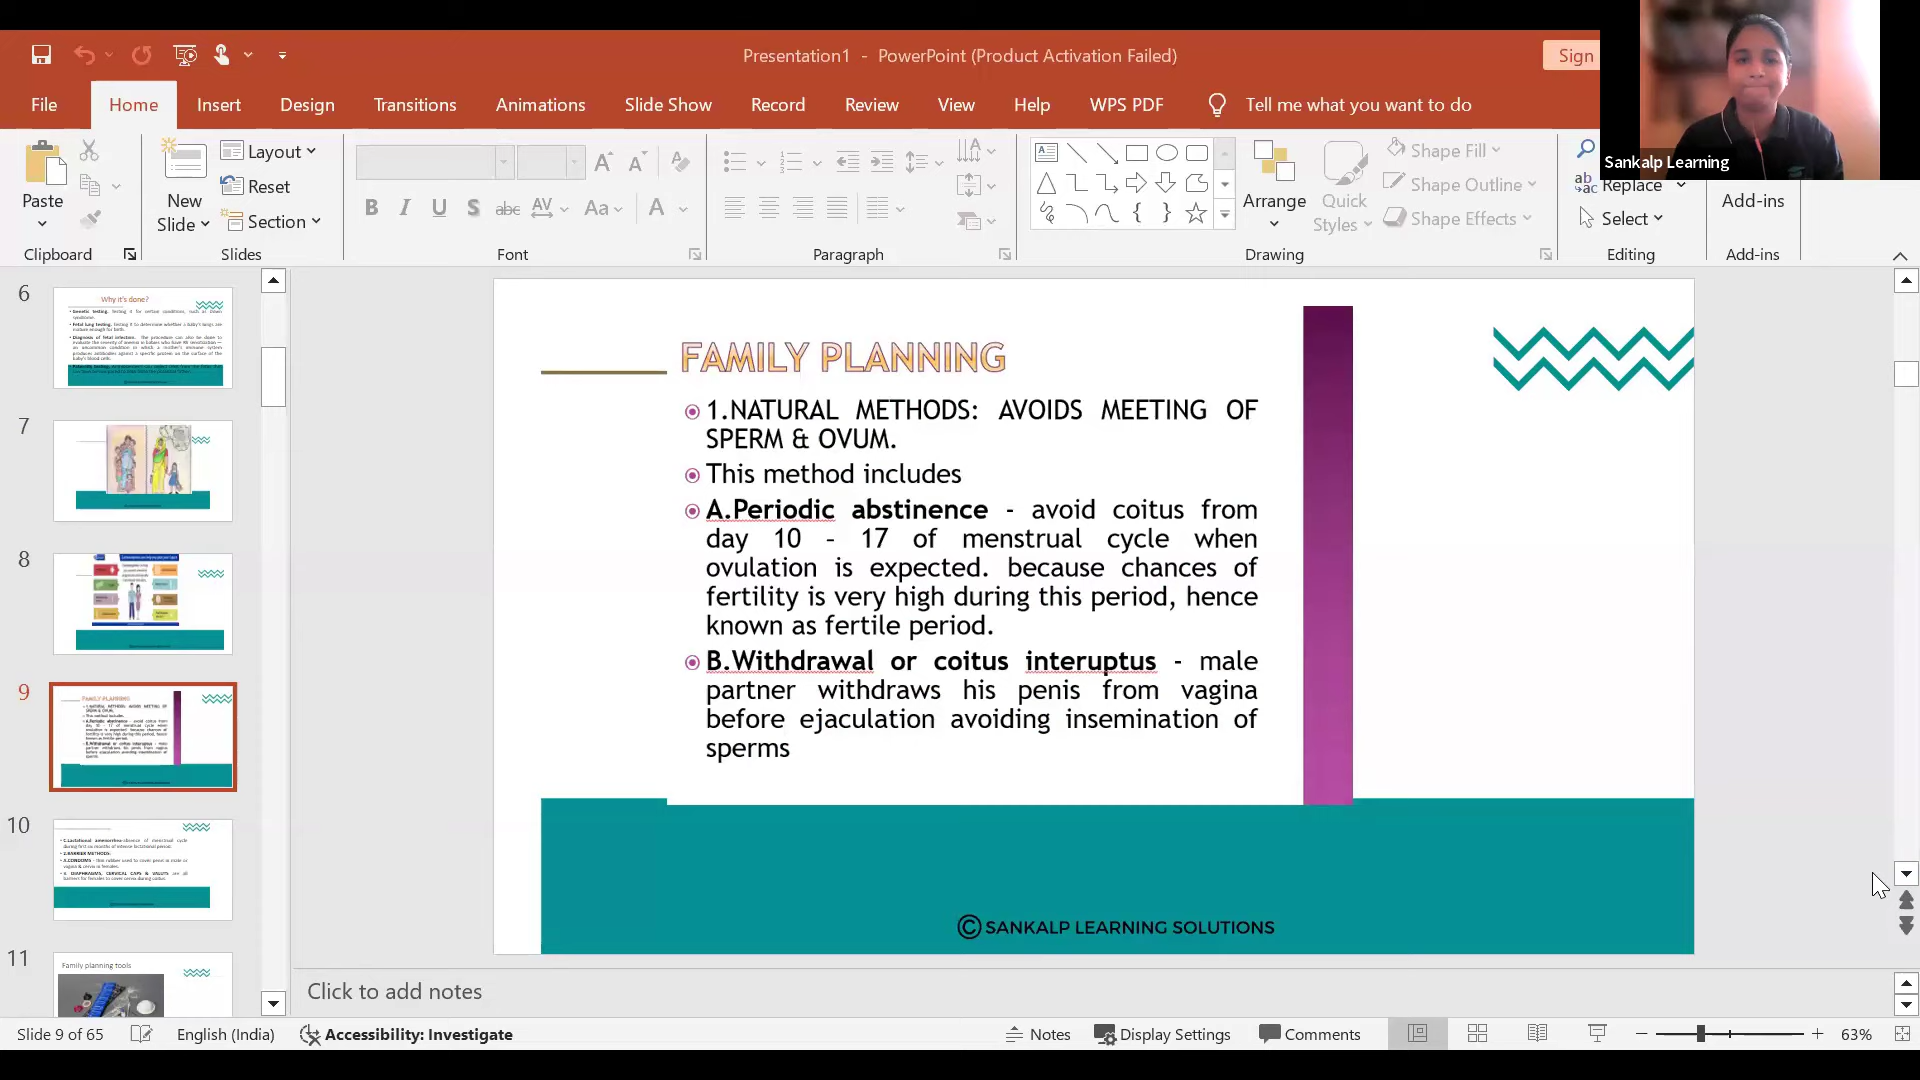 Presentation1 - PowerPoint (Product Activation Failed)
Sign
File Home Insert Design Transitions Animations Slide Show Record Review View Help WPS PDF Tell me what you want to do
Sankalp Learning
Paste
New
Slide
Layout
Reset
Section
Replace
Select
Arrange
Quick
Styles
Shape Fill
Shape Outline
Shape Effects
Add-ins
Clipboard Slides Font Paragraph Drawing Editing Add-ins
6
Why it's done?
7
8
9
10
11
Family planning tools
FAMILY PLANNING
1.NATURAL METHODS: AVOIDS MEETING OF
SPERM & OVUM.
This method includes
A.Periodic abstinence - avoid coitus from
day 10 - 17 of menstrual cycle when
ovulation is expected. because chances of
fertility is very high during this period, hence
known as fertile period.
B.Withdrawal or coitus interuptus - male
partner withdraws his penis from vagina
before ejaculation avoiding insemination of
sperms
© SANKALP LEARNING SOLUTIONS
Click to add notes
Slide 9 of 65 English (India) Accessibility: Investigate Notes Display Settings Comments 63%